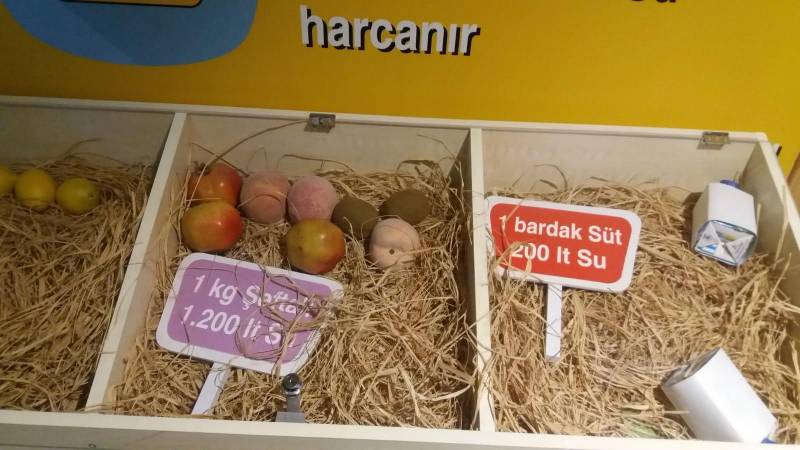 harcanır
1 bardak Süt
200 lt Su
1 kg
1.200 lt